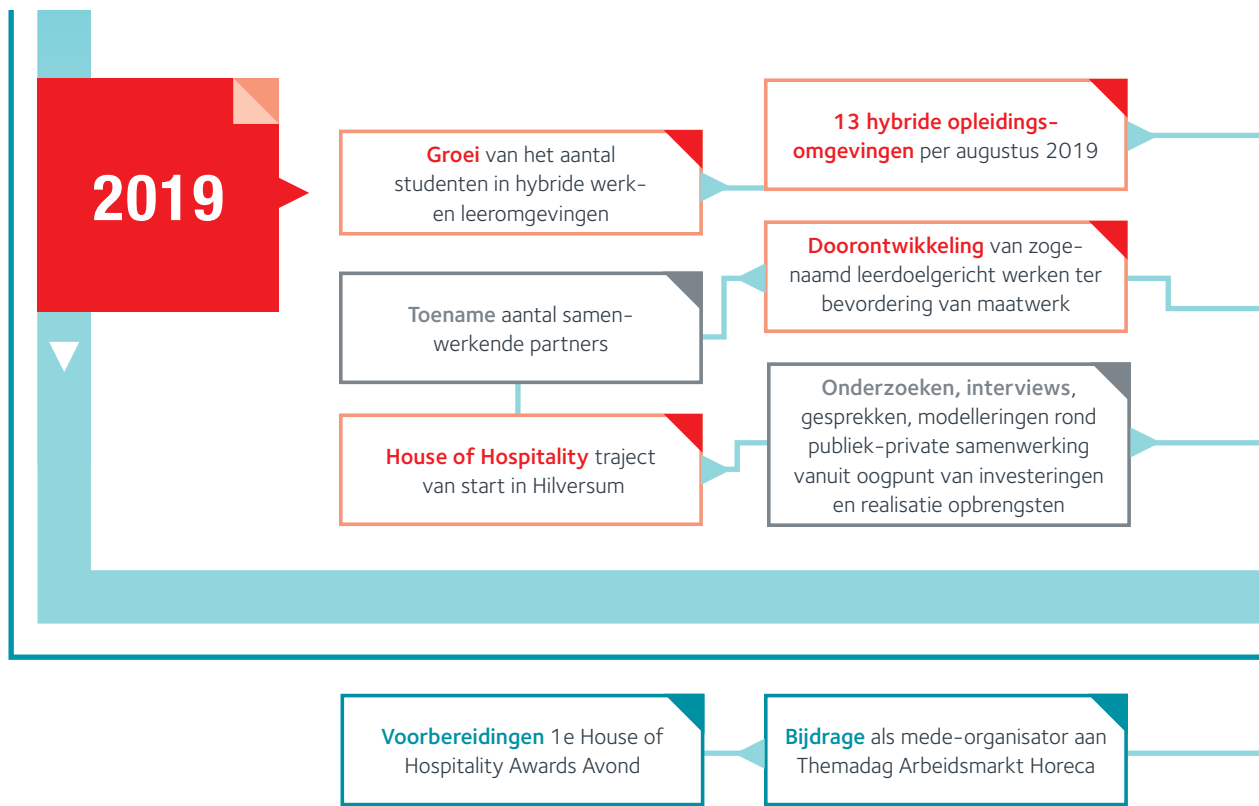 2019
Groei van het aantal
studenten in hybride werk-
en leeromgevingen
13 hybride opleidings-
omgevingen per augustus 2019
Toename aantal samen-
werkende partners
Doorontwikkeling van zoge-
naamd leerdoelgericht werken ter
bevordering van maatwerk
House of Hospitality traject
van start in Hilversum
Onderzoeken, interviews,
gesprekken, modelleringen rond
publiek-private samenwerking
vanuit oogpunt van investeringen
en realisatie opbrengsten
Voorbereidingen 1e House of
Hospitality Awards Avond
Bijdrage als mede-organisator aan
Themadag Arbeidsmarkt Horeca